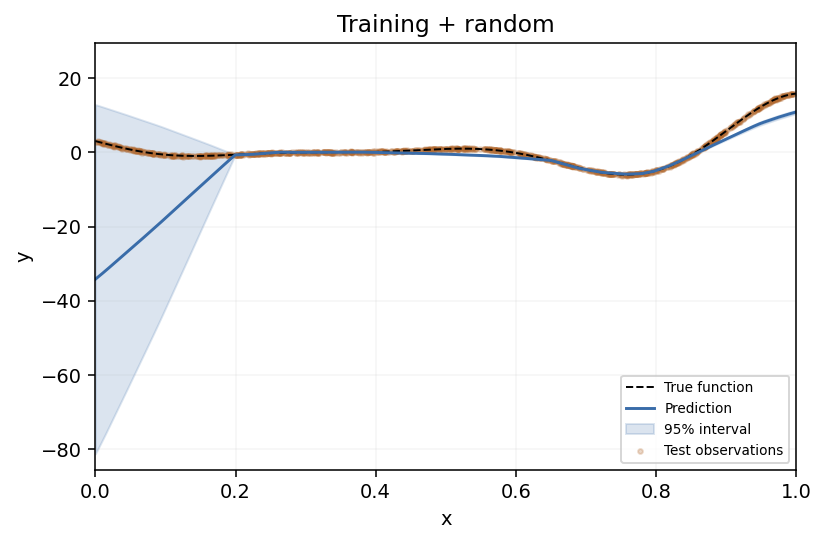 Training + random
20
0
−20
−40
−60
−80
y
0.0 0.2 0.4 0.6 0.8 1.0
x
True function
Prediction
95% interval
Test observations